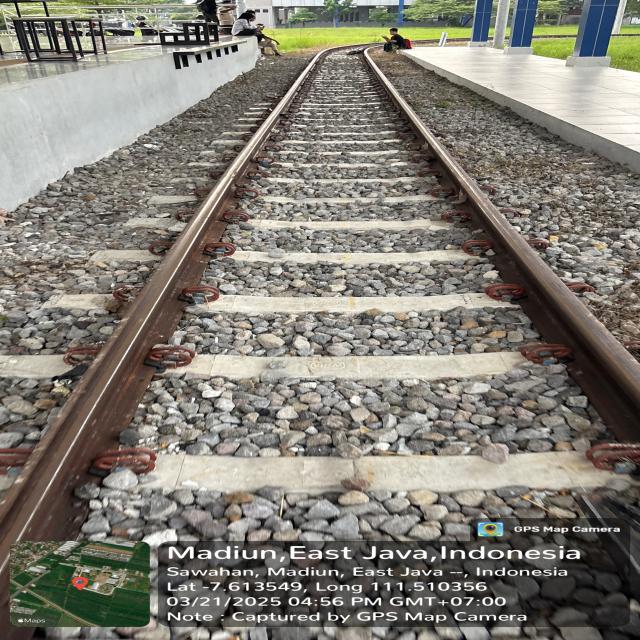 GPS Map Camera
Madiun,East Java,Indonesia
Sawahan, Madiun, East Java —, Indonesia
Lat -7.613549, Long 111.510356
03/21/2025 04:56 PM GMT+07:00
Note : Captured by GPS Map Camera
Maps